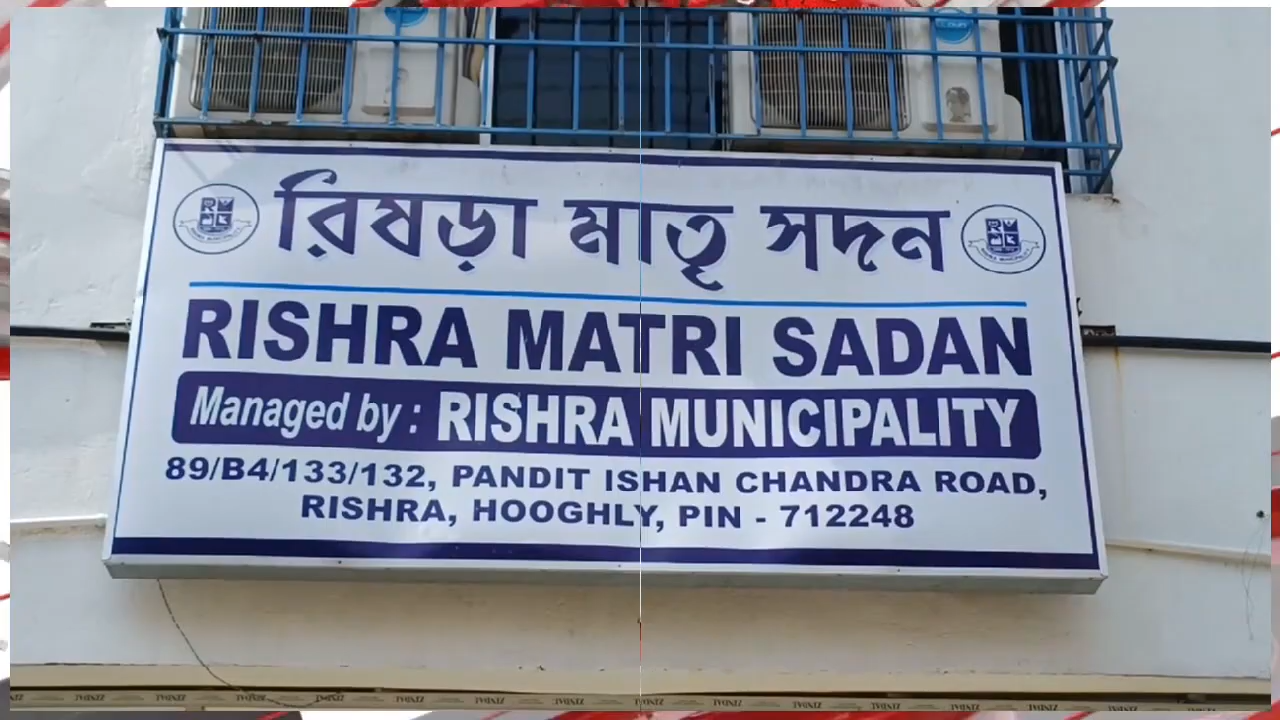 রিষড়া মাতৃ সদন
RISHRA MATRI SADAN
Managed by : RISHRA MUNICIPALITY
89/B4/133/132, PANDIT ISHAN CHANDRA ROAD,
RISHRA, HOOGHLY, PIN - 712248